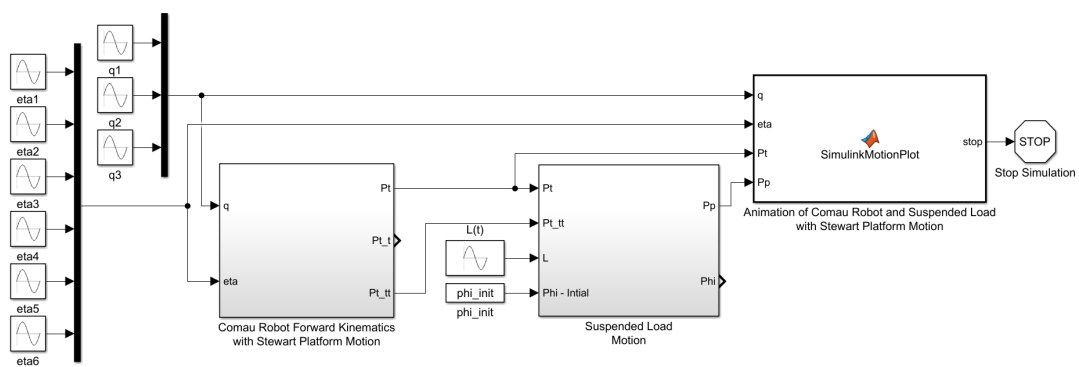 eta1
eta2
eta3
eta4
eta5
eta6
q1
q2
q3
q
eta
Pt
Pt_t
Pt_tt
Comau Robot Forward Kinematics
with Stewart Platform Motion
L(t)
phi_init
phi_init
Pt
Pt_tt
L
Phi - Intial
Pp
Phi
Suspended Load
Motion
q
eta
Pt
Pp
SimulinkMotionPlot
stop
Animation of Comau Robot and Suspended Load
with Stewart Platform Motion
STOP
Stop Simulation